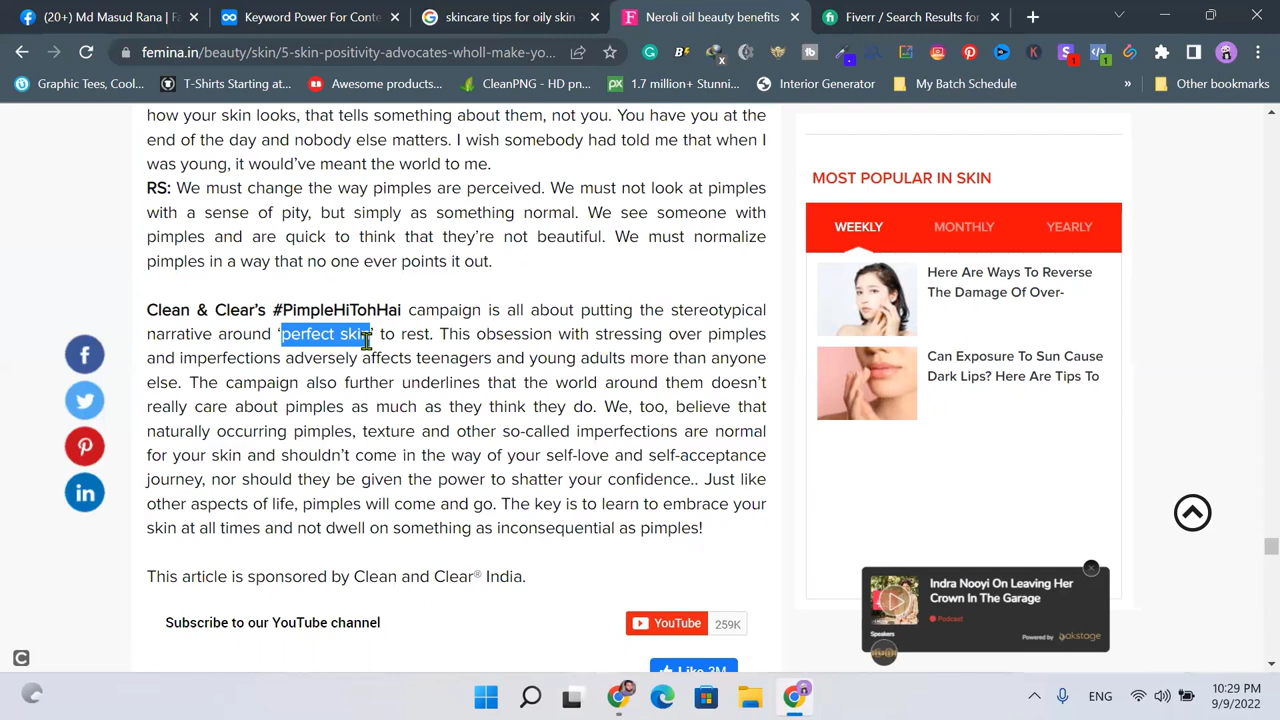 (20+) Md Masud Rana | Faceboo
Keyword Power For Content
skincare tips for oily skin
Neroli oil beauty benefits
Fiverr / Search Results for
femina.in/beauty/skin/5-skin-positivity-advocates-wholl-make-yo...
Graphic Tees, Cool...
T-Shirts Graphic...
Awesome products...
CleanPNG - HD pn...
1.7 million+ Stunni...
Interior Generator
My Batch Schedule
»
Other bookmarks
how your skin looks, that tells something about them, not you. You have you at the
end of the day and nobody else matters. I wish somebody had told me that when I
was young, it would've meant the world to me.
RS: We must change the way pimples are perceived. We must not look at pimples
with a sense of pity, but simply as something normal. We see someone with
pimples and are quick to think that they're not beautiful. We must normalize
pimples in a way that no one ever points it out.
Clean & Clear's #PimpleHiTohHai campaign is all about putting the stereotypical
narrative around 'perfect skin' to rest. This obsession with stressing over pimples
and imperfections adversely affects teenagers and young adults more than anyone
else. The campaign also further underlines that the world around them doesn't
really care about pimples as much as they think they do. We, too, believe that
naturally occurring pimples, texture and other so-called imperfections are normal
for your skin and shouldn't come in the way of your self-love and self-acceptance
journey, nor should they be given the power to shatter your confidence.. Just like
other aspects of life, pimples will come and go. The key is to learn to embrace your
skin at all times and not dwell on something as inconsequential as pimples!
This article is sponsored by Clean and Clear® India.
Subscribe to our YouTube channel
YouTube 259K
Like 3M
MOST POPULAR IN SKIN
WEEKLY
MONTHLY
YEARLY
Here Are Ways To Reverse
The Damage Of Over-
Can Exposure To Sun Cause
Dark Lips? Here Are Tips To
Indra Nooyi On Leaving Her
Crown In The Garage
Podcast
Speakers
Powered by bakstage
ENG
10:29 PM
9/9/2022